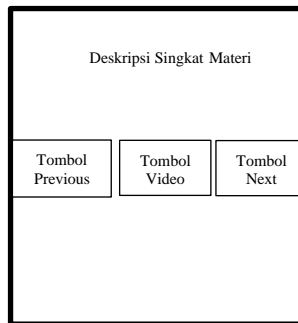 Deskripsi Singkat Materi
Tombol
Previous
Tombol
Video
Tombol
Next